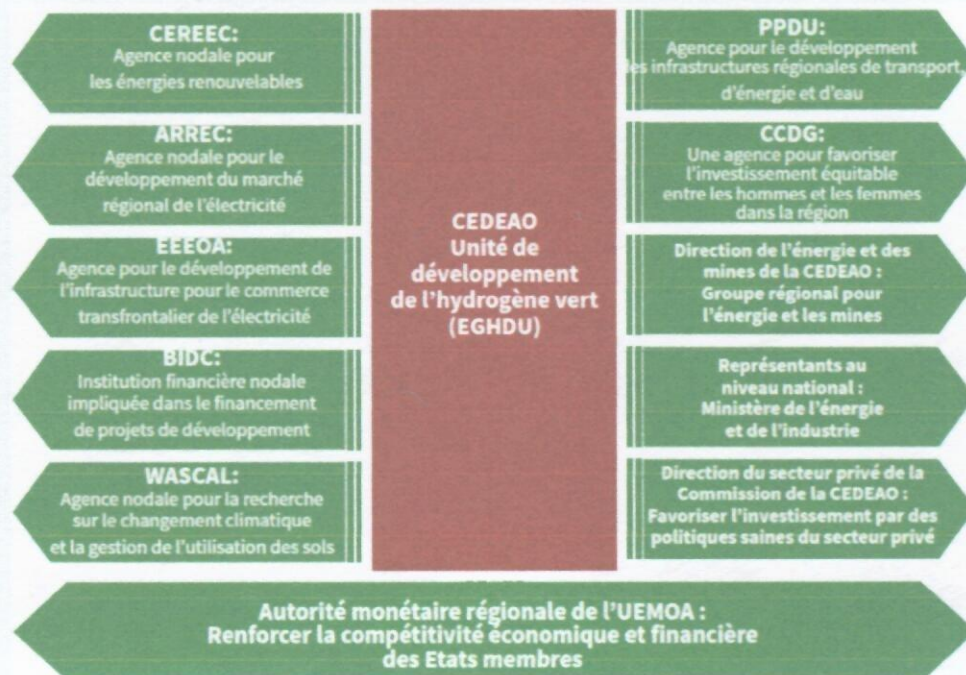 CEREEC:
Agence nodale pour
les énergies renouvelables
ARREC:
Agence nodale pour le
développement du marché
régional de l'électricité
EEEOA:
Agence pour le développement de
l'infrastructure pour le commerce
transfrontalier de l'électricité
BIDC:
Institution financière nodale
impliquée dans le financement
de projets de développement
WASCAL:
Agence nodale pour la recherche
sur le changement climatique
et la gestion de l'utilisation des sols
CEDEAO
Unité de
développement
de l'hydrogène vert
(EGHDU)
PPDU:
Agence pour le développement
les infrastructures régionales de transport,
d'énergie et d'eau
CCDG:
Une agence pour favoriser
l'investissement équitable
entre les hommes et les femmes
dans la région
Direction de l'énergie et des
mines de la CEDEAO :
Groupe régional pour
l'énergie et les mines
Représentants au
niveau national :
Ministère de l'énergie
et de l'industrie
Direction du secteur privé de la
Commission de la CEDEAO :
Favoriser l'investissement par des
politiques saines du secteur privé
Autorité monétaire régionale de l'UEMOA :
Renforcer la compétitivité économique et financière
des Etats membres